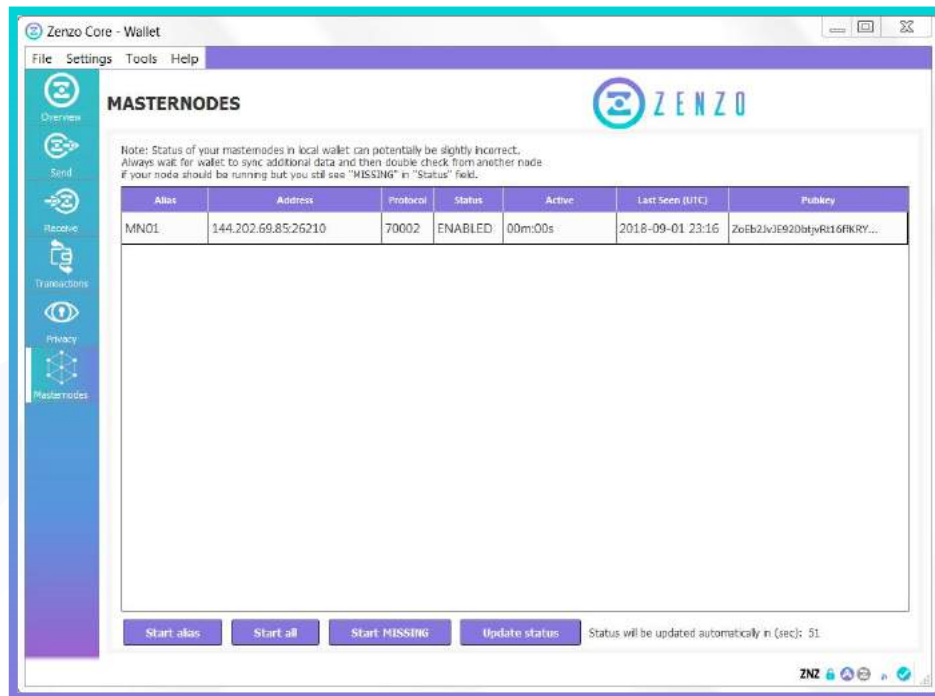 Zenzo Core - Wallet
File Settings Tools Help
Overview
Send
Receive
Transactions
Privacy
Masternodes
MASTERNODES
ZENZO
Note: Status of your masternodes in local wallet can potentially be slightly incorrect.
Always wait for wallet to sync additional data and then double check from another node
if your node should be running but you still see "MISSING" in "Status" field.
Alias Address Protocol Status Active Last Seen (UTC) Pubkey
MN01 144.202.69.85:26210 70002 ENABLED 00m:00s 2018-09-01 23:16
Start alias Start all Start MISSING Update status Status will be updated automatically in (sec): 51
ZNZ